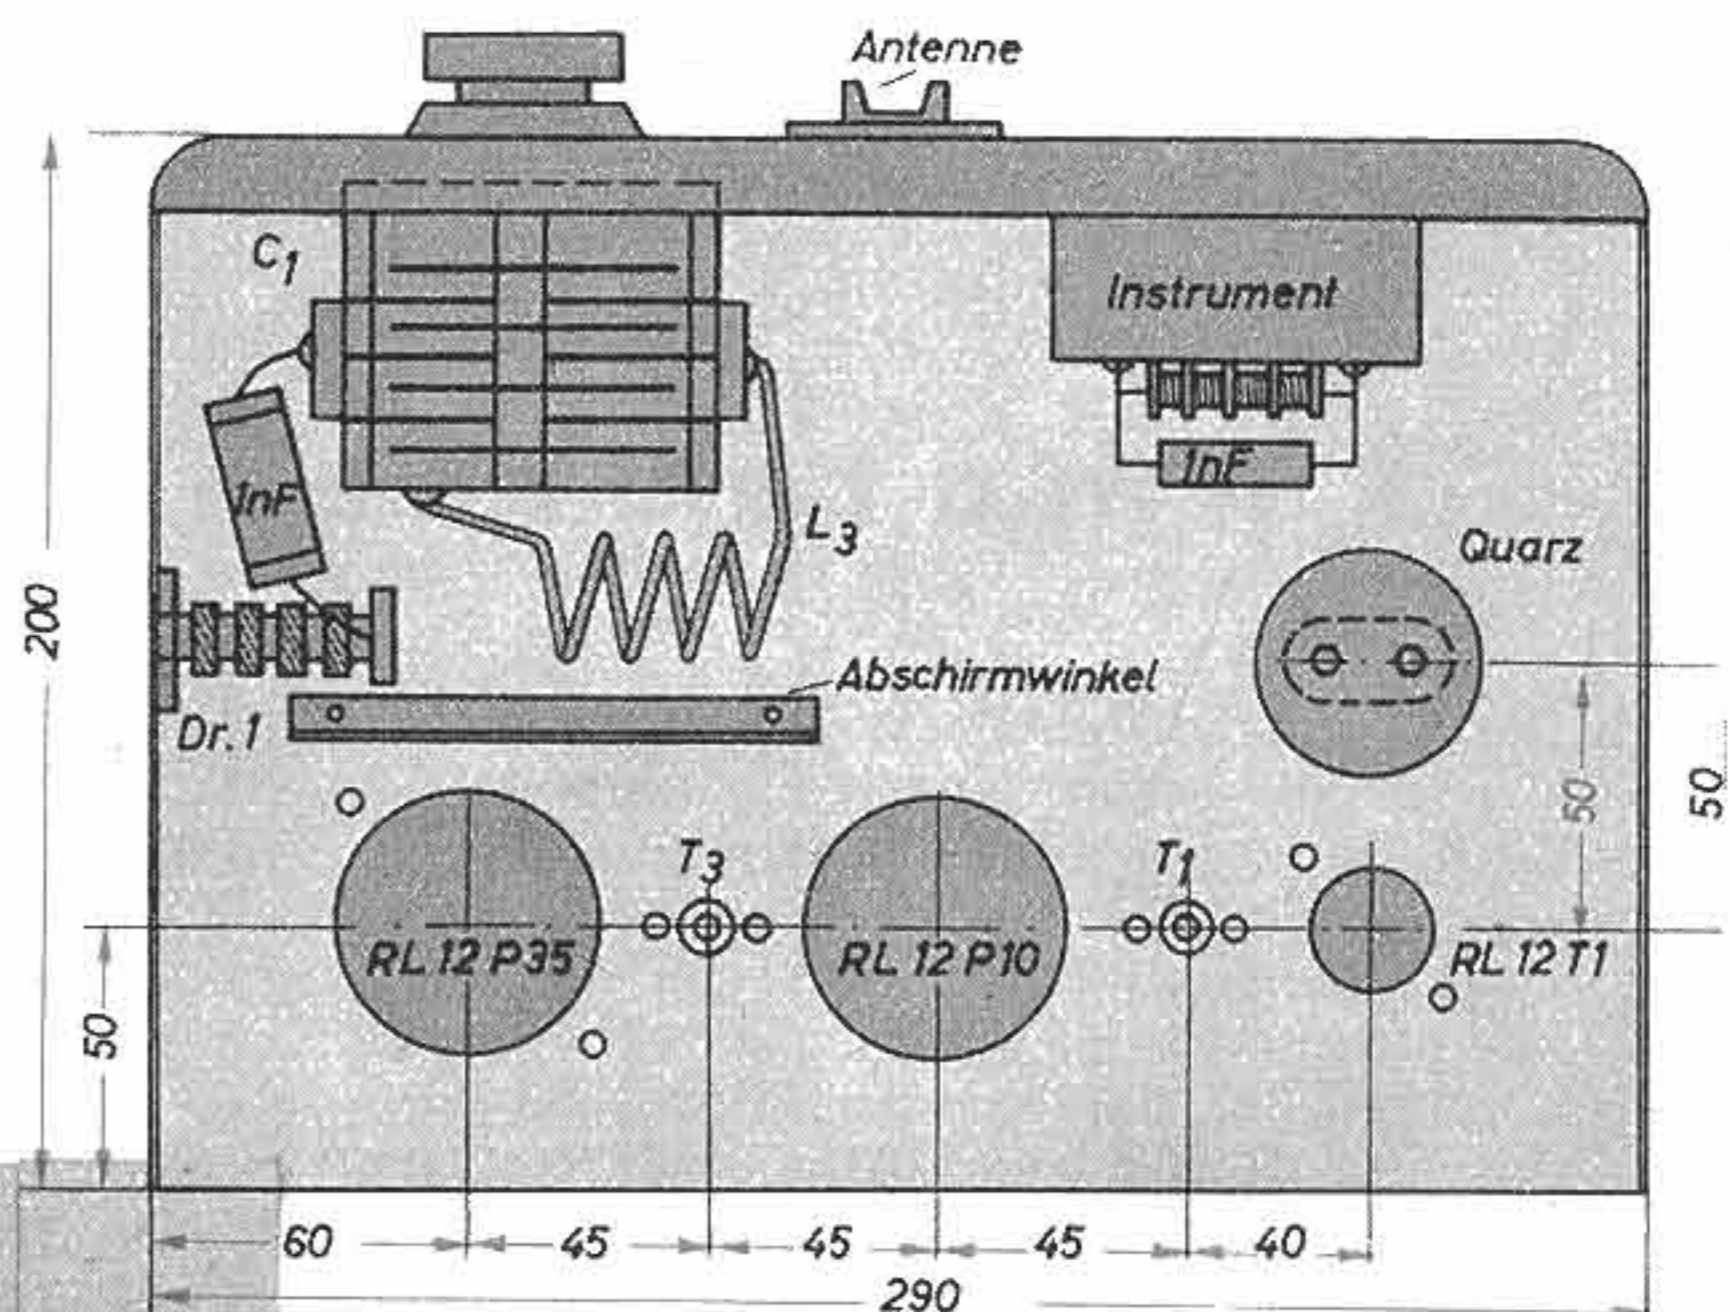 Antenne
C1
Instrument
1nF
1nF
L3
Quarz
200
Abschirmwinkel
Dr.1
50
50
T3
T1
RL 12 P35
RL 12 P10
RL 12 T1
50
60
45
45
45
40
290